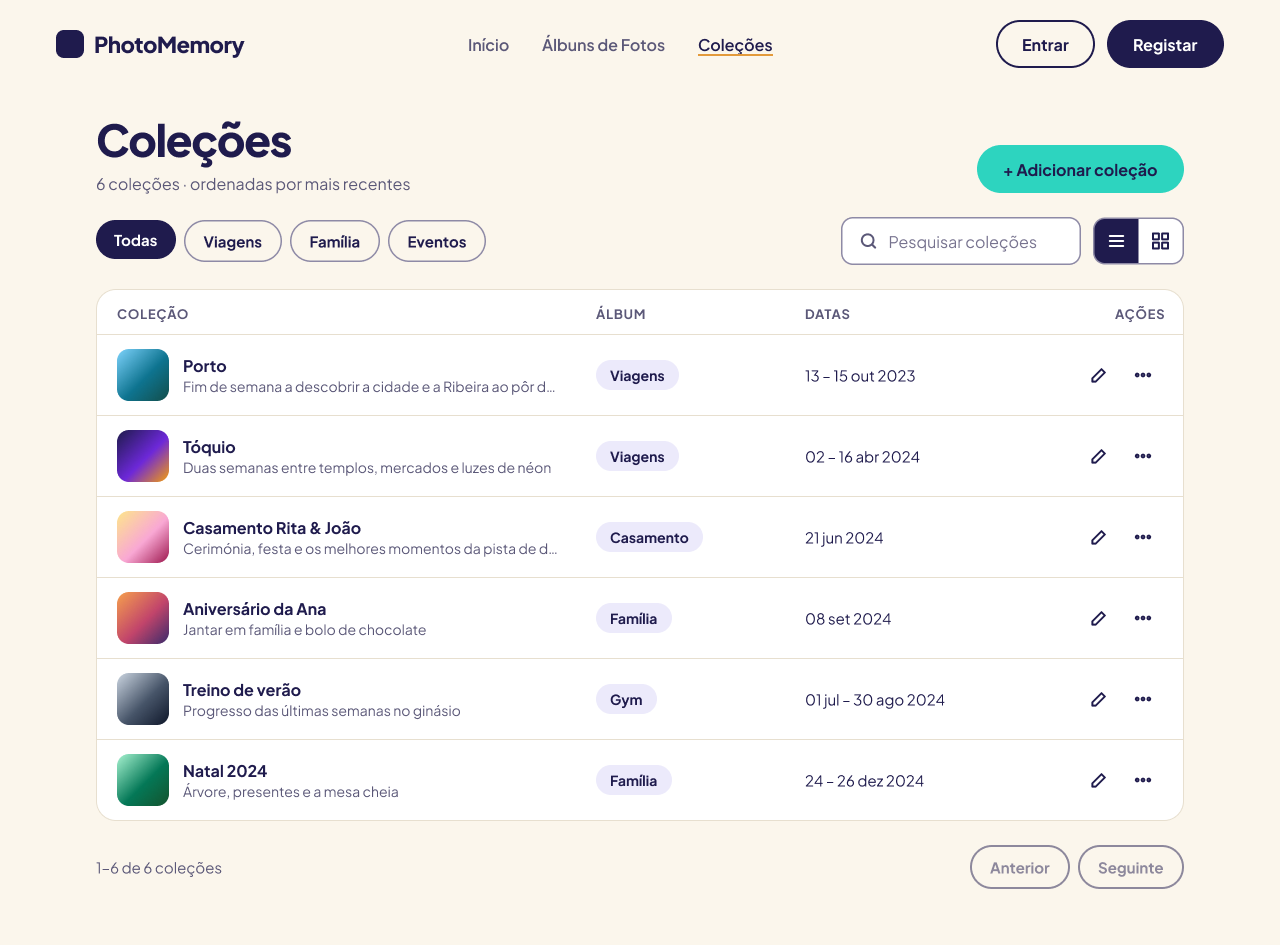 PhotoMemory
Início
Álbuns de Fotos
Coleções
Entrar
Registar
Coleções
6 coleções · ordenadas por mais recentes
+ Adicionar coleção
Todas
Viagens
Família
Eventos
Pesquisar coleções
COLEÇÃO
ÁLBUM
DATAS
AÇÕES
Porto
Fim de semana a descobrir a cidade e a Ribeira ao pôr d…
Viagens
13 – 15 out 2023
Tóquio
Duas semanas entre templos, mercados e luzes de néon
Viagens
02 – 16 abr 2024
Casamento Rita & João
Cerimónia, festa e os melhores momentos da pista de d…
Casamento
21 jun 2024
Aniversário da Ana
Jantar em família e bolo de chocolate
Família
08 set 2024
Treino de verão
Progresso das últimas semanas no ginásio
Gym
01 jul – 30 ago 2024
Natal 2024
Árvore, presentes e a mesa cheia
Família
24 – 26 dez 2024
1–6 de 6 coleções
Anterior
Seguinte